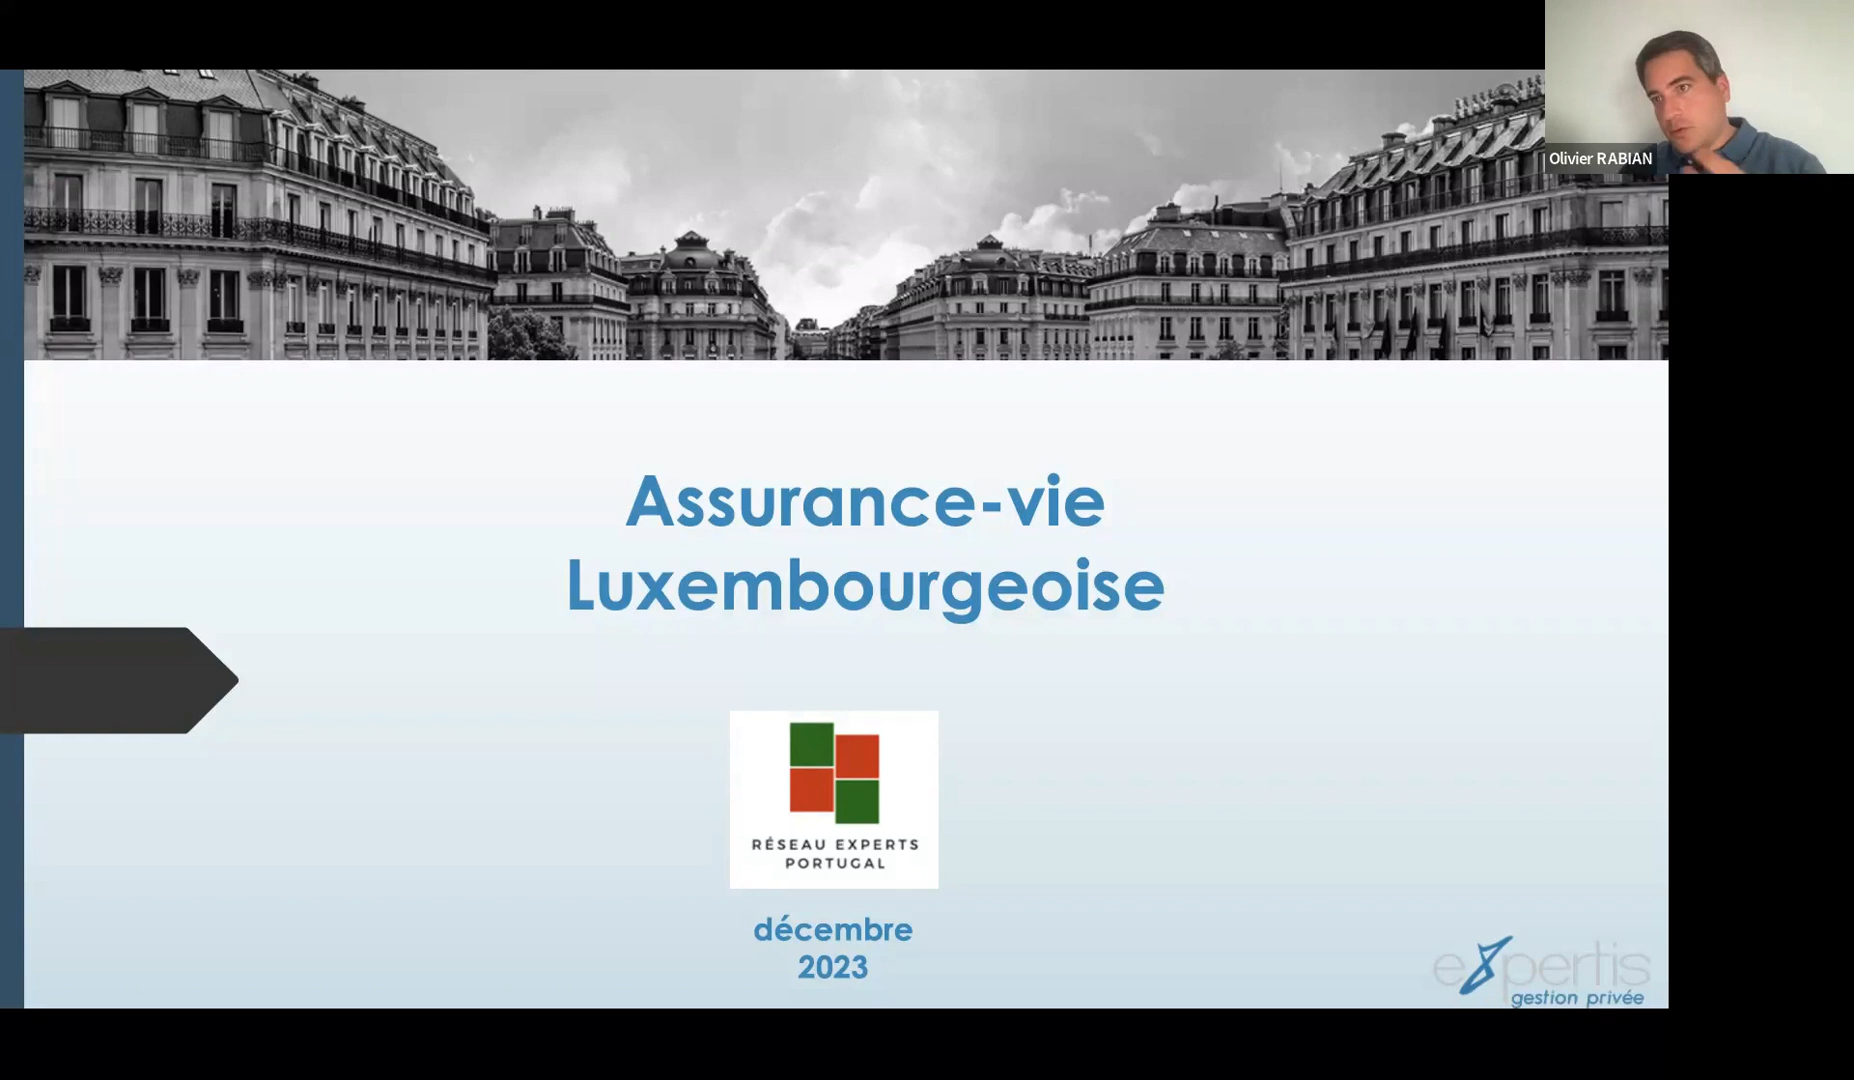 Olivier RABIAN
Assurance-vie
Luxembourgeoise
RÉSEAU EXPERTS
PORTUGAL
décembre
2023
expertis
gestion privée